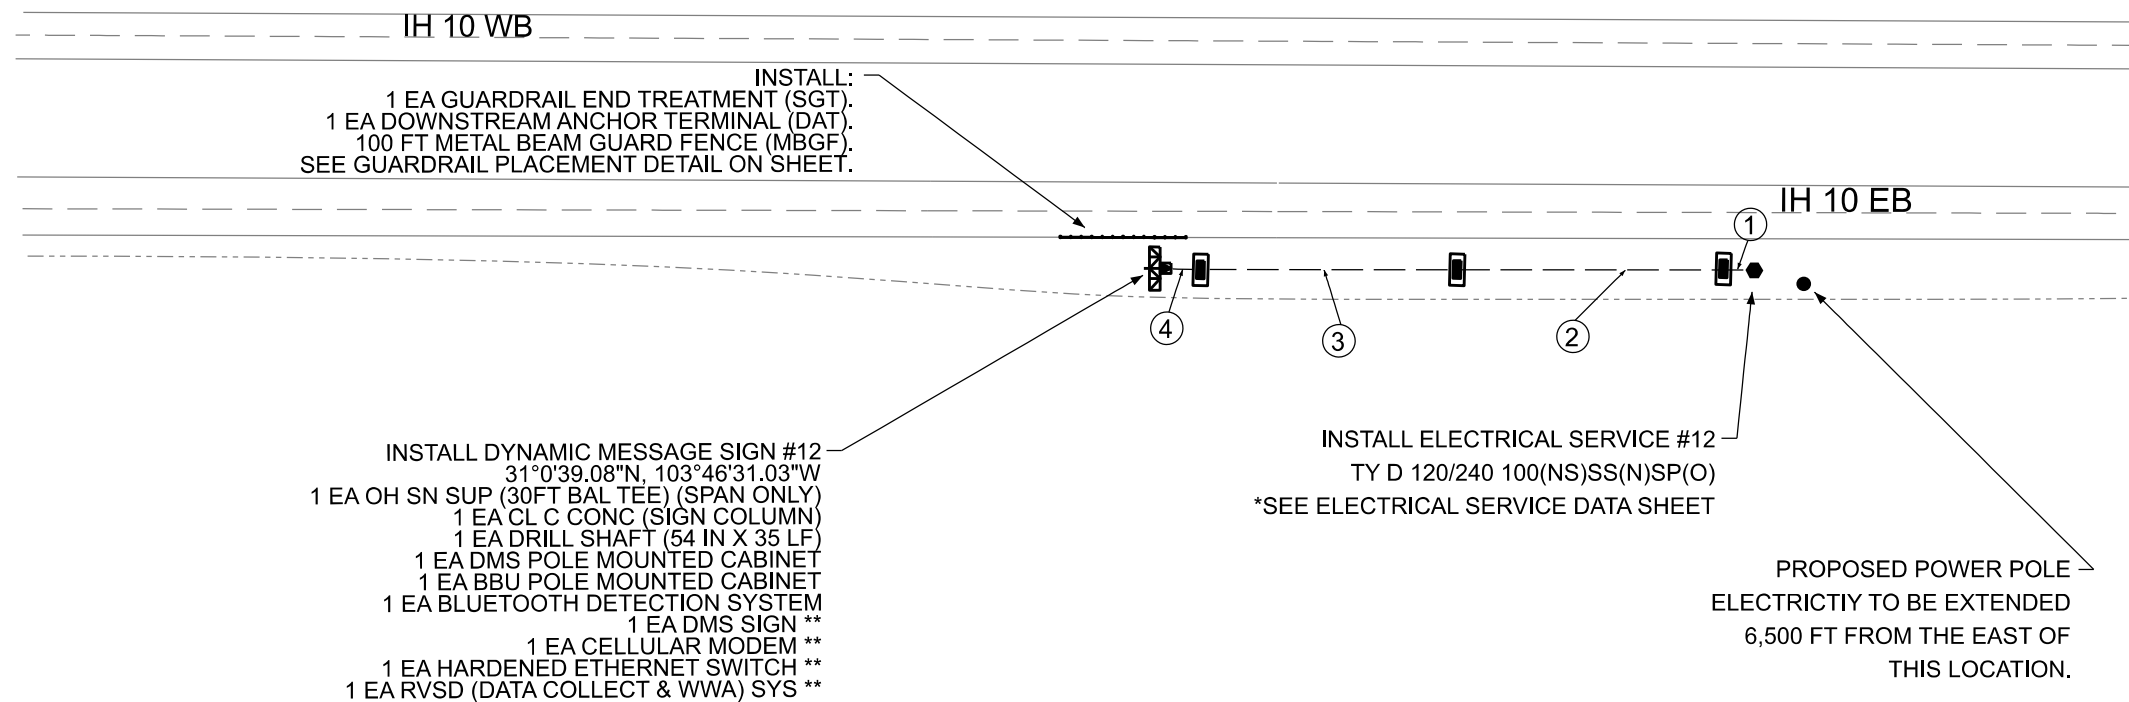 IH 10 WB
INSTALL:
1 EA GUARDRAIL END TREATMENT (SGT).
1 EA DOWNSTREAM ANCHOR TERMINAL (DAT).
100 FT METAL BEAM GUARD FENCE (MBGF).
SEE GUARDRAIL PLACEMENT DETAIL ON SHEET.
IH 10 EB
1
4
3
2
INSTALL DYNAMIC MESSAGE SIGN #12
31°0'39.08"N, 103°46'31.03"W
1 EA OH SN SUP (30FT BAL TEE) (SPAN ONLY)
1 EA CL C CONC (SIGN COLUMN)
1 EA DRILL SHAFT (54 IN X 35 LF)
1 EA DMS POLE MOUNTED CABINET
1 EA BBU POLE MOUNTED CABINET
1 EA BLUETOOTH DETECTION SYSTEM
1 EA DMS SIGN **
1 EA CELLULAR MODEM **
1 EA HARDENED ETHERNET SWITCH **
1 EA RVSD (DATA COLLECT & WWA) SYS **
INSTALL ELECTRICAL SERVICE #12
TY D 120/240 100(NS)SS(N)SP(O)
*SEE ELECTRICAL SERVICE DATA SHEET
PROPOSED POWER POLE
ELECTRICTIY TO BE EXTENDED
6,500 FT FROM THE EAST OF
THIS LOCATION.